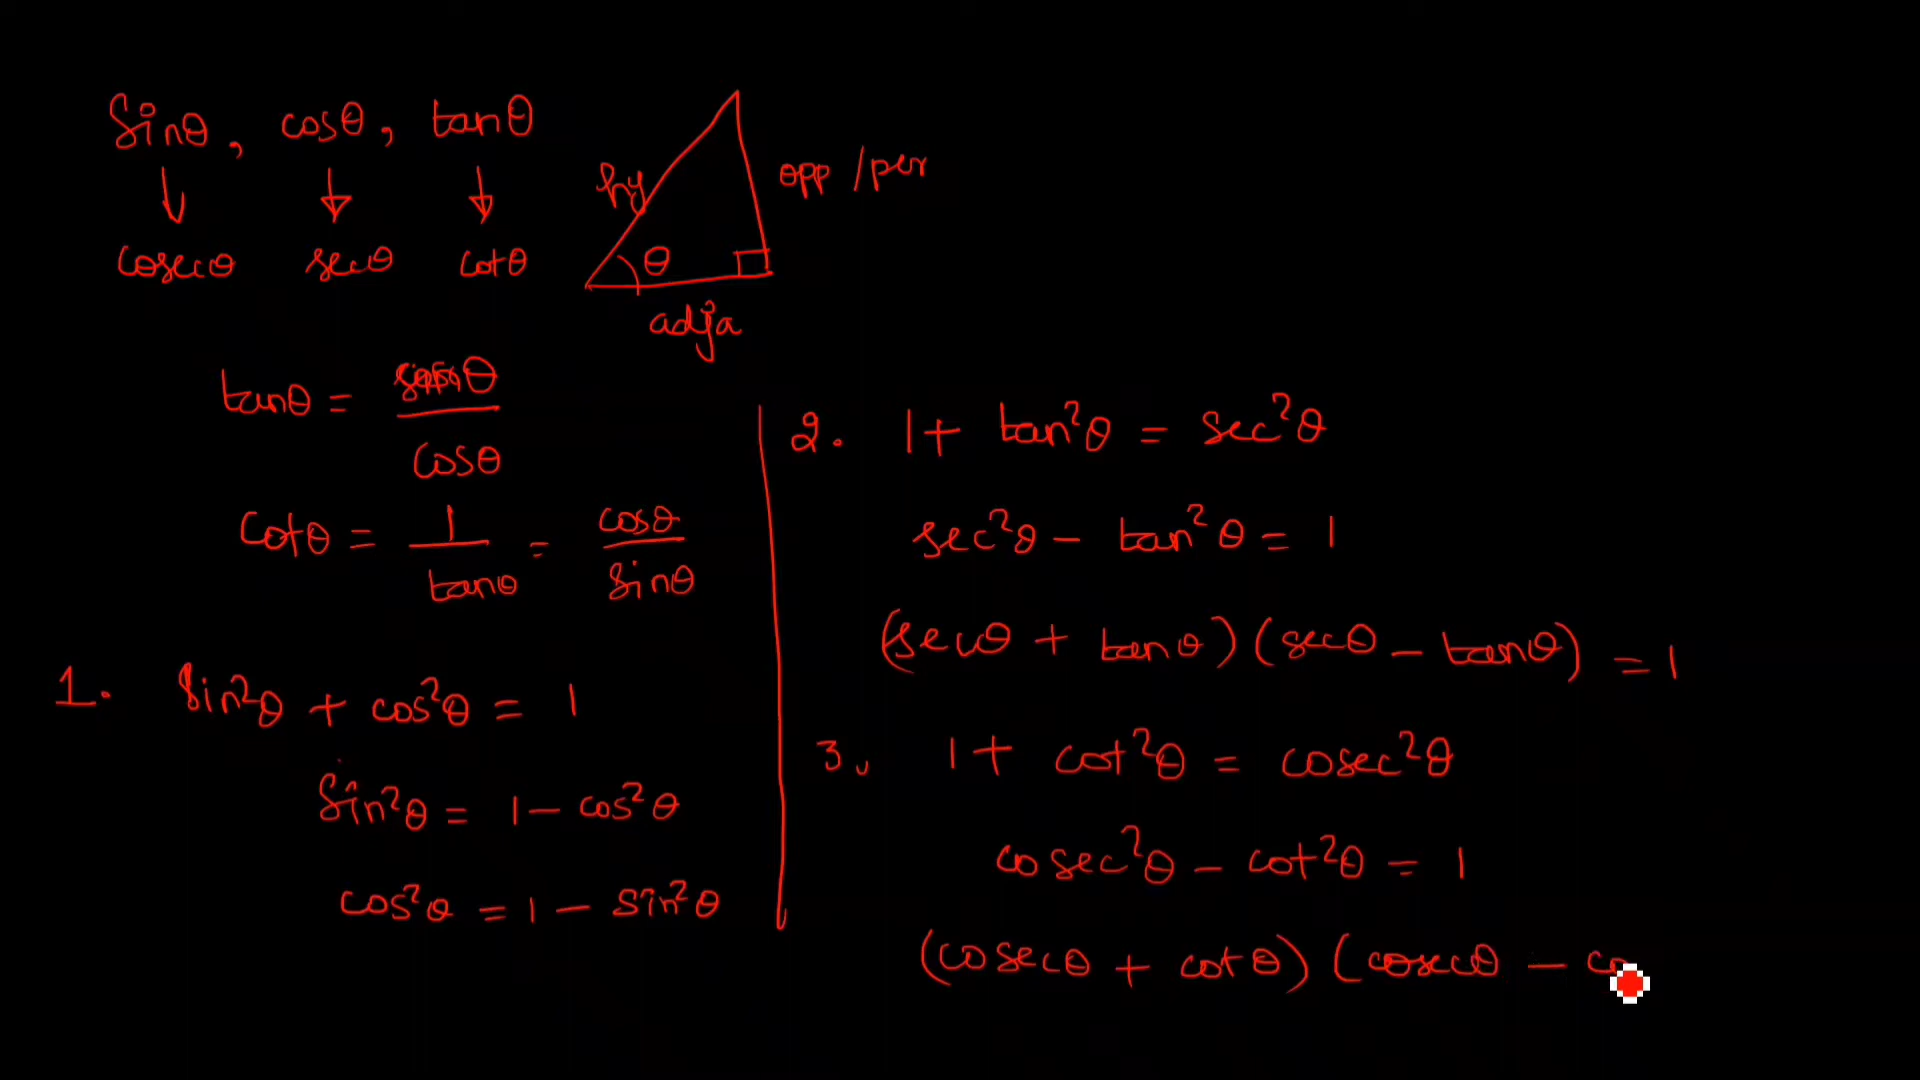 sinθ, cosθ, tanθ
↓ ↓ ↓
cosecθ secθ cotθ
hy
opp/per
θ
adja
tanθ = sinθ/cosθ
cotθ = 1/tanθ = cosθ/sinθ
1. sin²θ + cos²θ = 1
sin²θ = 1 - cos²θ
cos²θ = 1 - sin²θ
2. 1 + tan²θ = sec²θ
sec²θ - tan²θ = 1
(secθ + tanθ)(secθ - tanθ) = 1
3. 1 + cot²θ = cosec²θ
cosec²θ - cot²θ = 1
(cosecθ + cotθ)(cosecθ - co